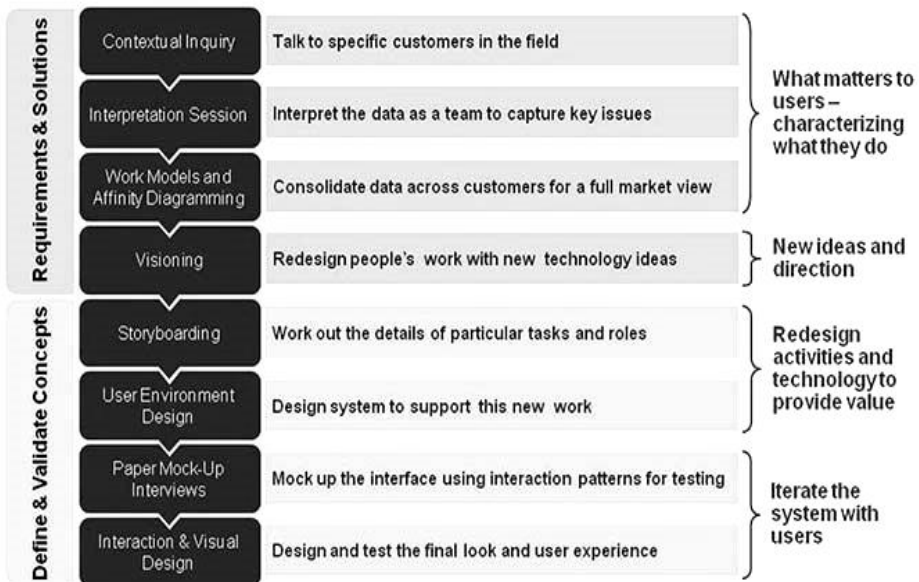 Requirements & Solutions
Contextual Inquiry
Talk to specific customers in the field
Interpretation Session
Interpret the data as a team to capture key issues
Work Models and
Affinity Diagramming
Consolidate data across customers for a full market view
What matters to
users –
characterizing
what they do
Visioning
Redesign people's work with new technology ideas
New ideas and
direction
Define & Validate Concepts
Storyboarding
Work out the details of particular tasks and roles
User Environment
Design
Design system to support this new work
Redesign
activities and
technology to
provide value
Paper Mock-Up
Interviews
Mock up the interface using interaction patterns for testing
Interaction & Visual
Design
Design and test the final look and user experience
Iterate the
system with
users